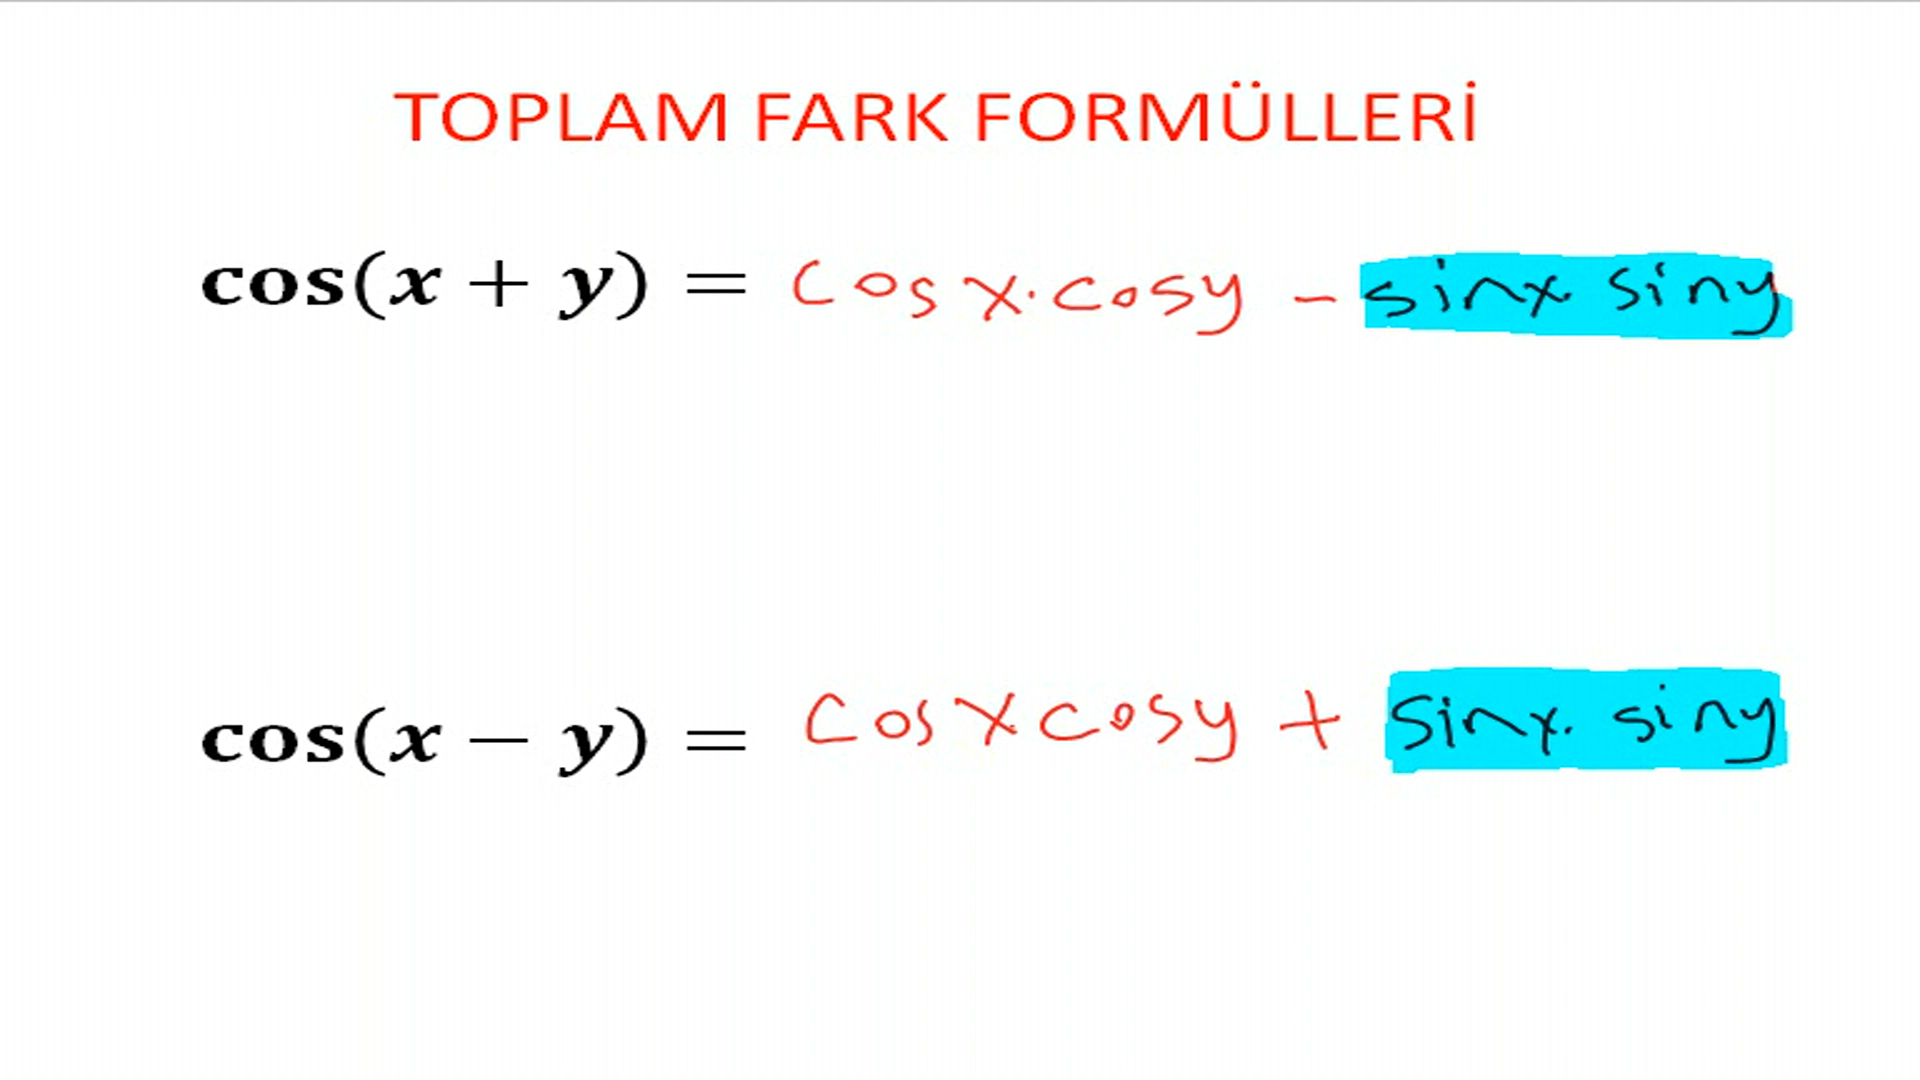 TOPLAM FARK FORMÜLLERİ
cos(x + y) = cosx.cosy - sinx. siny
cos(x − y) = cosxcosy + sinx. siny